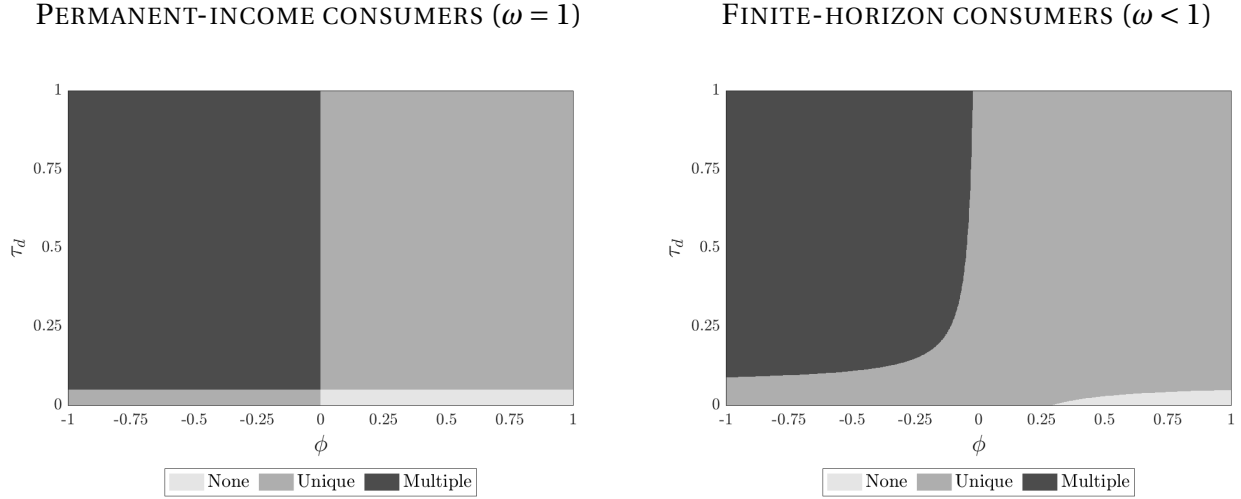 PERMANENT-INCOME CONSUMERS (ω = 1)
1
0.75
0.5
0.25
0
τd
-1 -0.75 -0.50 -0.25 0 0.25 0.5 0.75 1
ϕ
None Unique Multiple
FINITE-HORIZON CONSUMERS (ω < 1)
1
0.75
0.5
0.25
0
τd
-1 -0.75 -0.50 -0.25 0 0.25 0.5 0.75 1
ϕ
None Unique Multiple